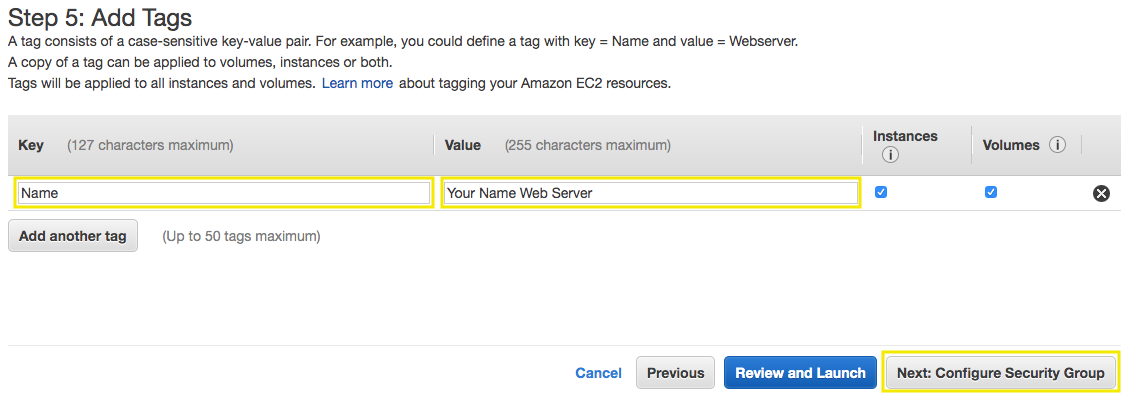 Step 5: Add Tags
A tag consists of a case-sensitive key-value pair. For example, you could define a tag with key = Name and value = Webserver.
A copy of a tag can be applied to volumes, instances or both.
Tags will be applied to all instances and volumes. Learn more about tagging your Amazon EC2 resources.
Key (127 characters maximum) Value (255 characters maximum) Instances i Volumes i
Name Your Name Web Server
Add another tag (Up to 50 tags maximum)
Cancel Previous Review and Launch Next: Configure Security Group